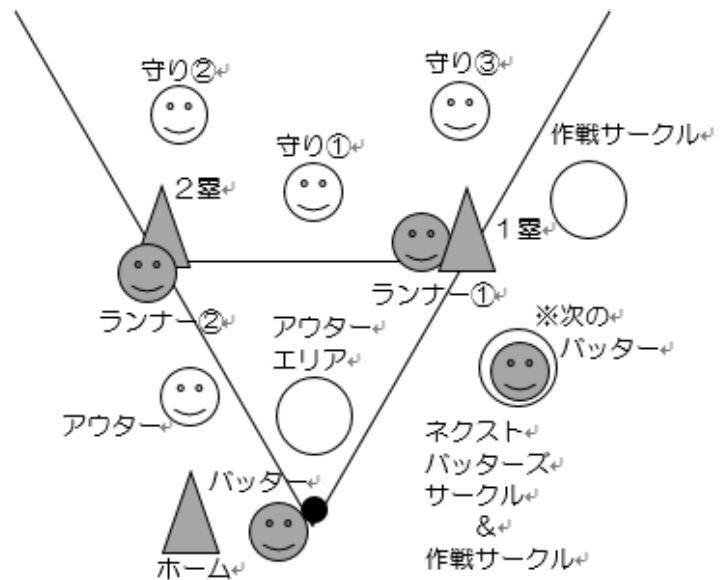 守り②
守り③
作戦サークル
守り①
2塁
1塁
ランナー①
ランナー②
アウター
エリア
※次の
バッター
アウター
ネクスト
バッターズ
サークル
&
作戦サークル
バッター
ホーム